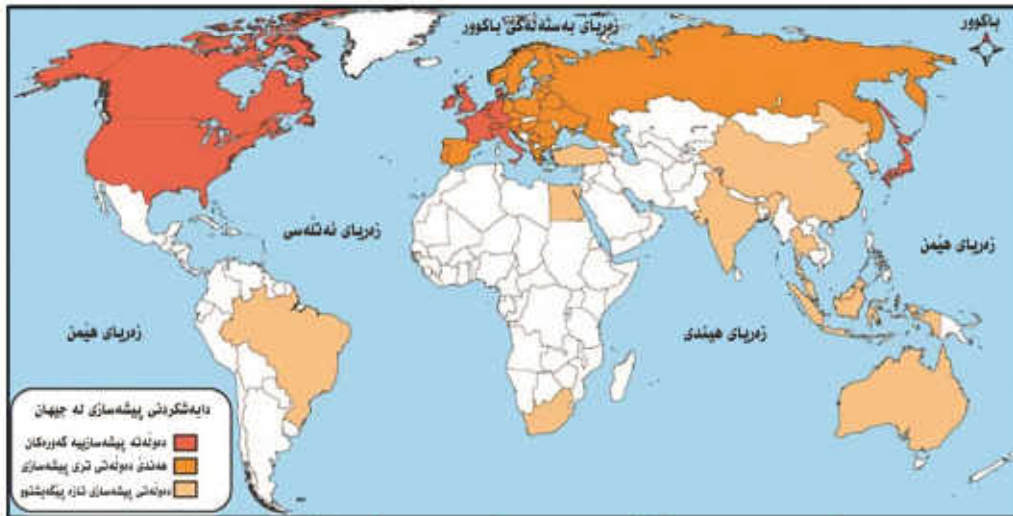 زەریای بەستەلەکی باکوور
باکوور
زەریای ئەتڵەسی
زەریای هێمن
زەریای هیندی
زەریای هێمن
دابەشکردنی پیشەسازی لە جیهان
دەوڵەتە پیشەسازییە گەورەکان
هەندێ دەوڵەتی تری پیشەسازی
دەوڵەتی پیشەسازی تازە پێگەیشتوو